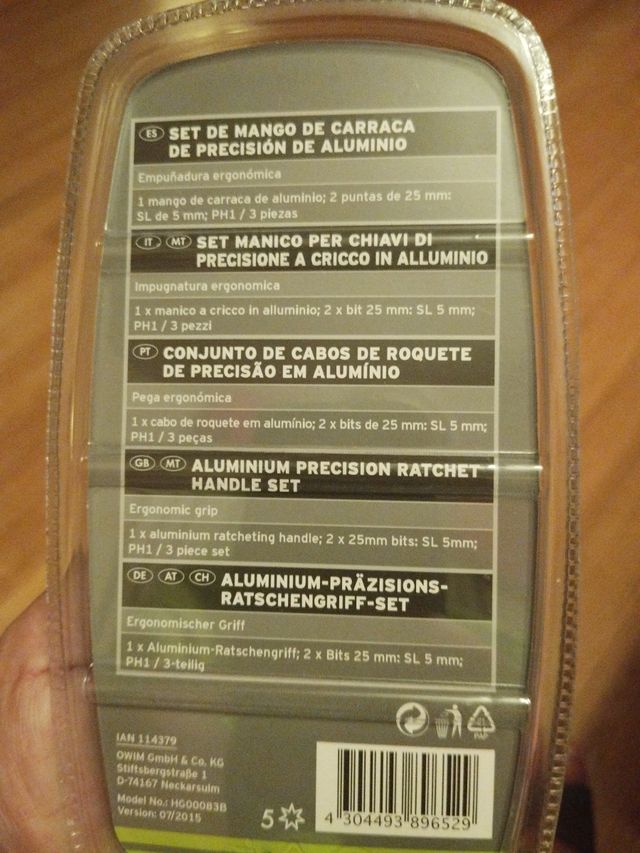 ES SET DE MANGO DE CARRACA
DE PRECISIÓN DE ALUMINIO
Empuñadura ergonómica
1 mango de carraca de aluminio; 2 puntas de 25 mm:
SL de 5 mm; PH1 / 3 piezas
IT MT SET MANICO PER CHIAVI DI
PRECISIONE A CRICCO IN ALLUMINIO
Impugnatura ergonomica
1 x manico a cricco in alluminio; 2 x bit 25 mm: SL 5 mm;
PH1 / 3 pezzi
PT CONJUNTO DE CABOS DE ROQUETE
DE PRECISÃO EM ALUMÍNIO
Pega ergonómica
1 x cabo de roquete em alumínio; 2 x bits de 25 mm: SL 5 mm;
PH1 / 3 peças
GB MT ALUMINIUM PRECISION RATCHET
HANDLE SET
Ergonomic grip
1 x aluminium ratcheting handle; 2 x 25mm bits: SL 5mm;
PH1 / 3 piece set
DE AT CH ALUMINIUM-PRÄZISIONS-
RATSCHENGRIFF-SET
Ergonomischer Griff
1 x Aluminium-Ratschengriff; 2 x Bits 25 mm: SL 5 mm;
PH1 / 3-teilig
PAP
IAN 114379
OWIM GmbH & Co. KG
Stiftsbergstraße 1
D-74167 Neckarsulm
Model No.: HG00083B
Version: 07/2015
5
4 304493 896529